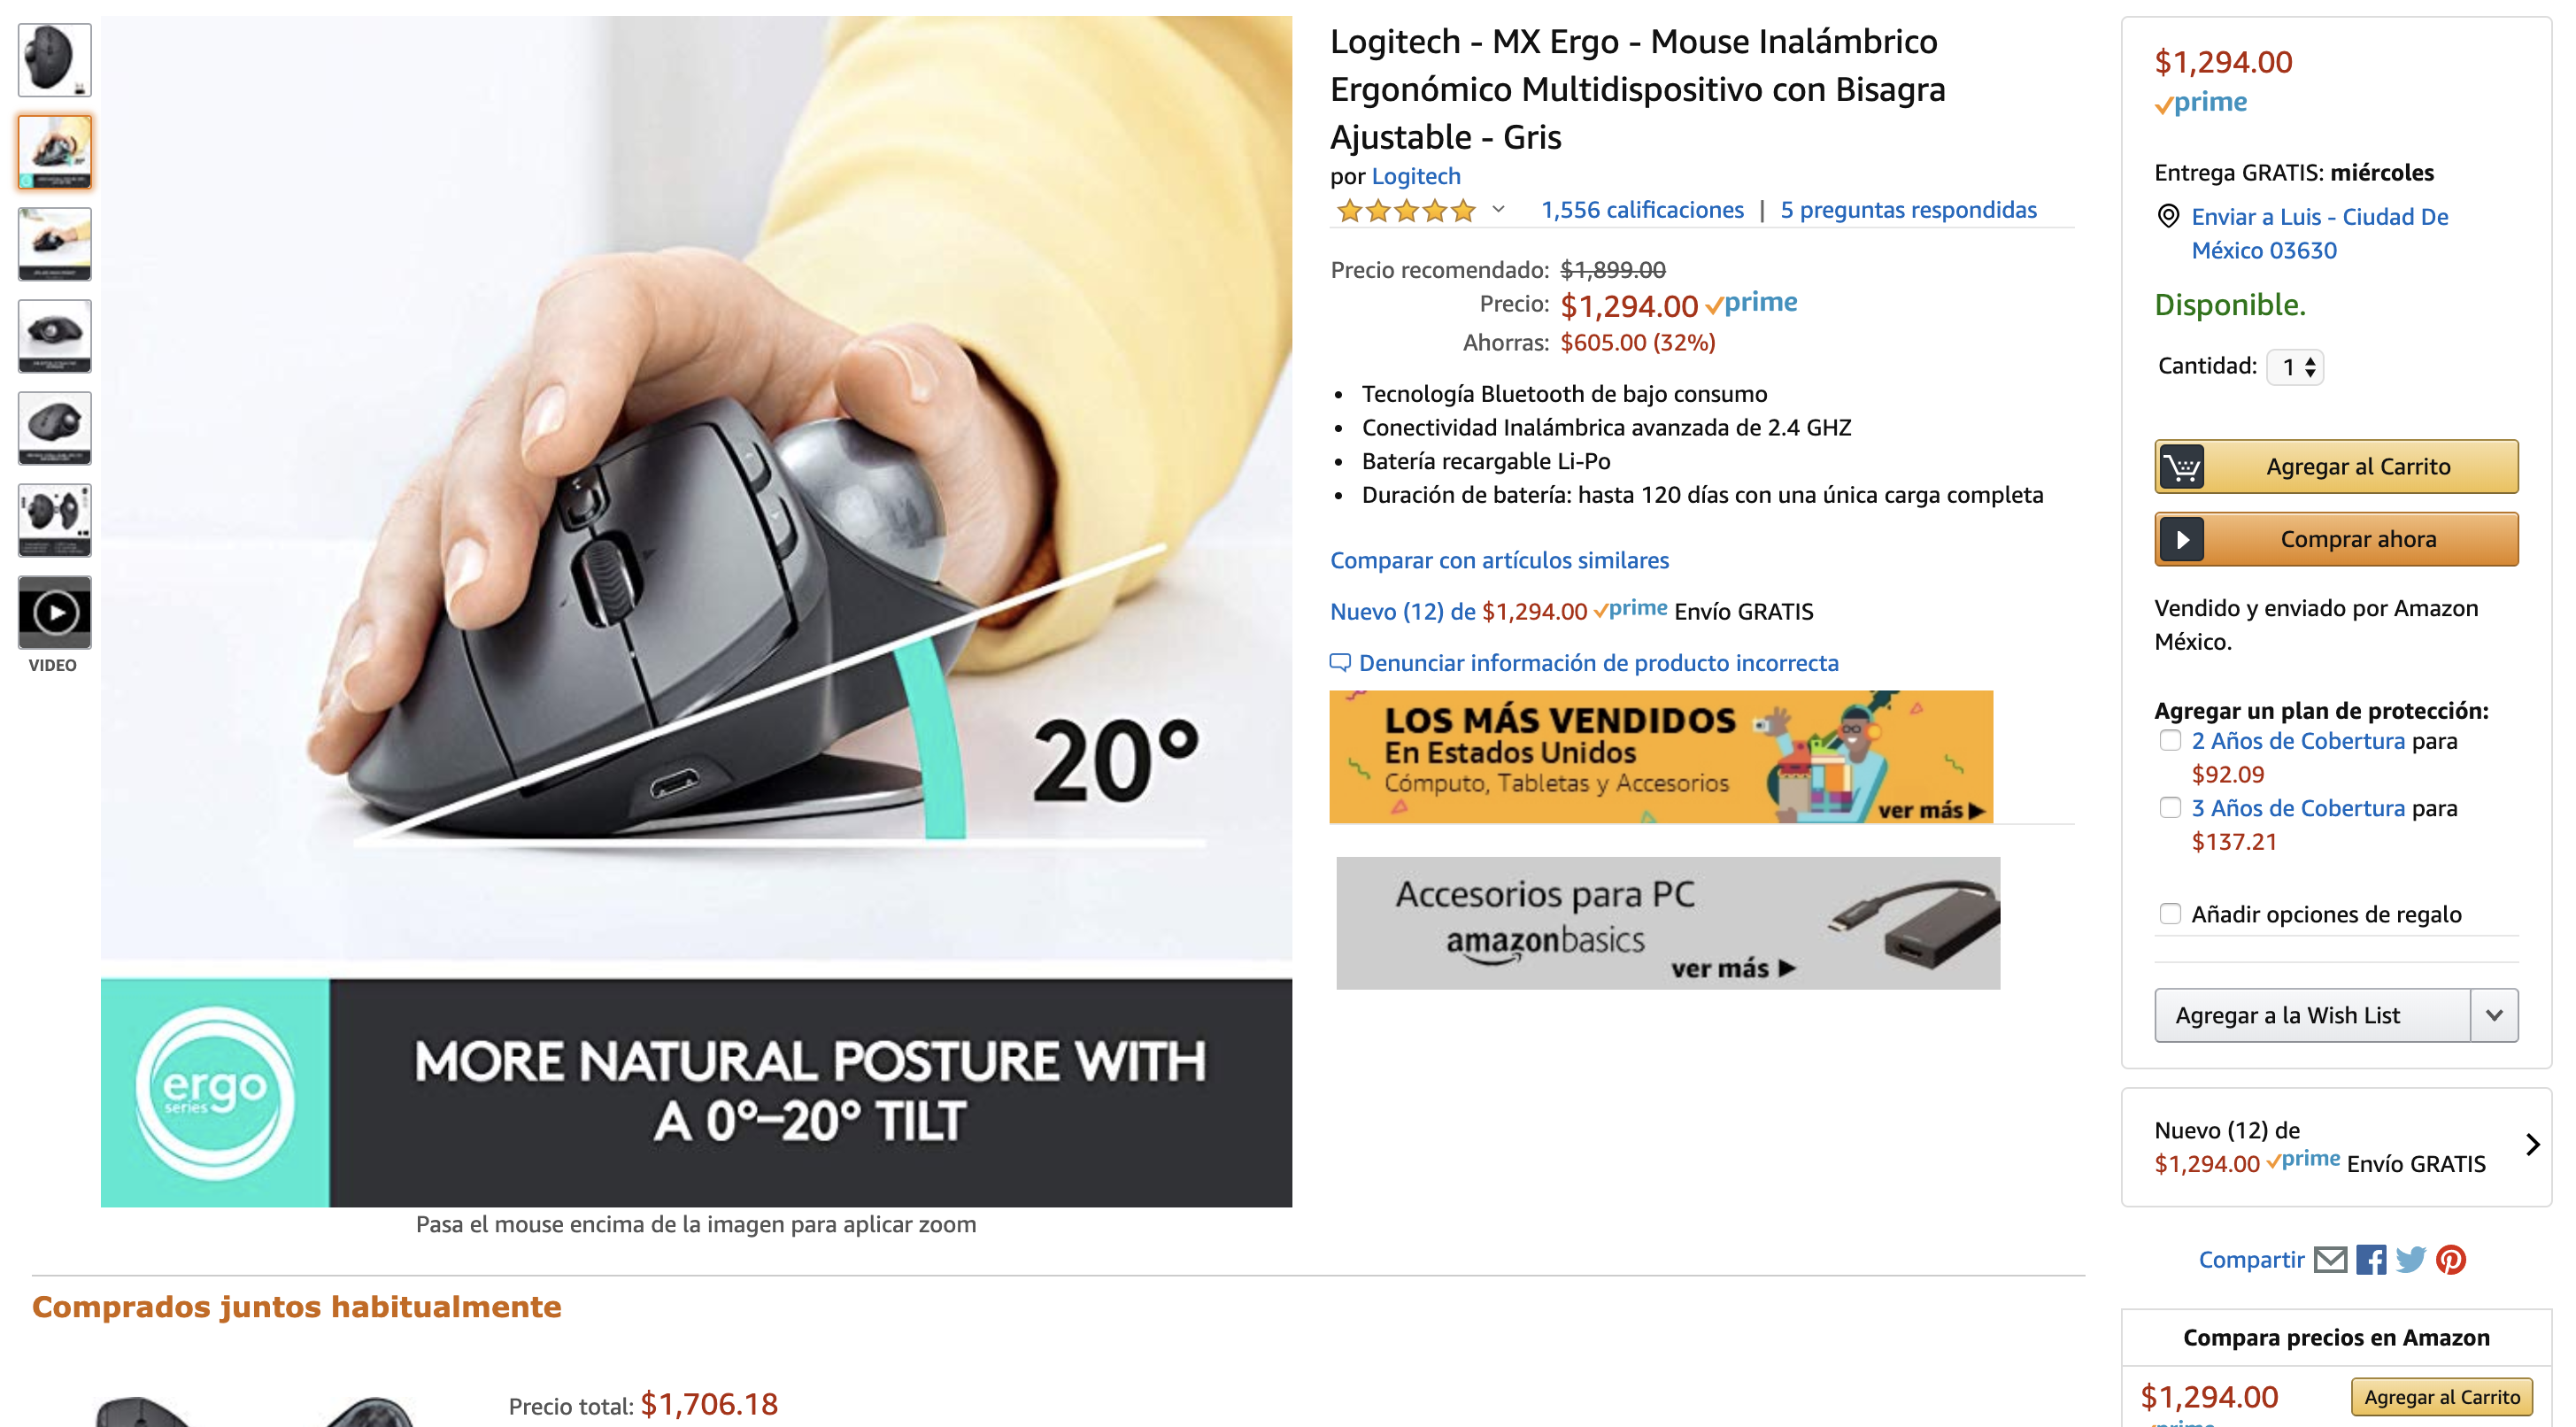 VIDEO
20°
ergo
series
MORE NATURAL POSTURE WITH
A 0°–20° TILT
Pasa el mouse encima de la imagen para aplicar zoom
Logitech - MX Ergo - Mouse Inalámbrico
Ergonómico Multidispositivo con Bisagra
Ajustable - Gris
por Logitech
1,556 calificaciones | 5 preguntas respondidas
Precio recomendado: $1,899.00
Precio: $1,294.00 prime
Ahorras: $605.00 (32%)
• Tecnología Bluetooth de bajo consumo
• Conectividad Inalámbrica avanzada de 2.4 GHZ
• Batería recargable Li-Po
• Duración de batería: hasta 120 días con una única carga completa
Comparar con artículos similares
Nuevo (12) de $1,294.00 prime Envío GRATIS
Denunciar información de producto incorrecta
LOS MÁS VENDIDOS
En Estados Unidos
Cómputo, Tabletas y Accesorios
ver más
Accesorios para PC
amazonbasics
ver más
$1,294.00
prime
Entrega GRATIS: miércoles
Enviar a Luis - Ciudad De
México 03630
Disponible.
Cantidad: 1
Agregar al Carrito
Comprar ahora
Vendido y enviado por Amazon
México.
Agregar un plan de protección:
2 Años de Cobertura para
$92.09
3 Años de Cobertura para
$137.21
Añadir opciones de regalo
Agregar a la Wish List
Nuevo (12) de
$1,294.00 prime Envío GRATIS
Compartir
Compara precios en Amazon
$1,294.00 Agregar al Carrito
Comprados juntos habitualmente
Precio total: $1,706.18